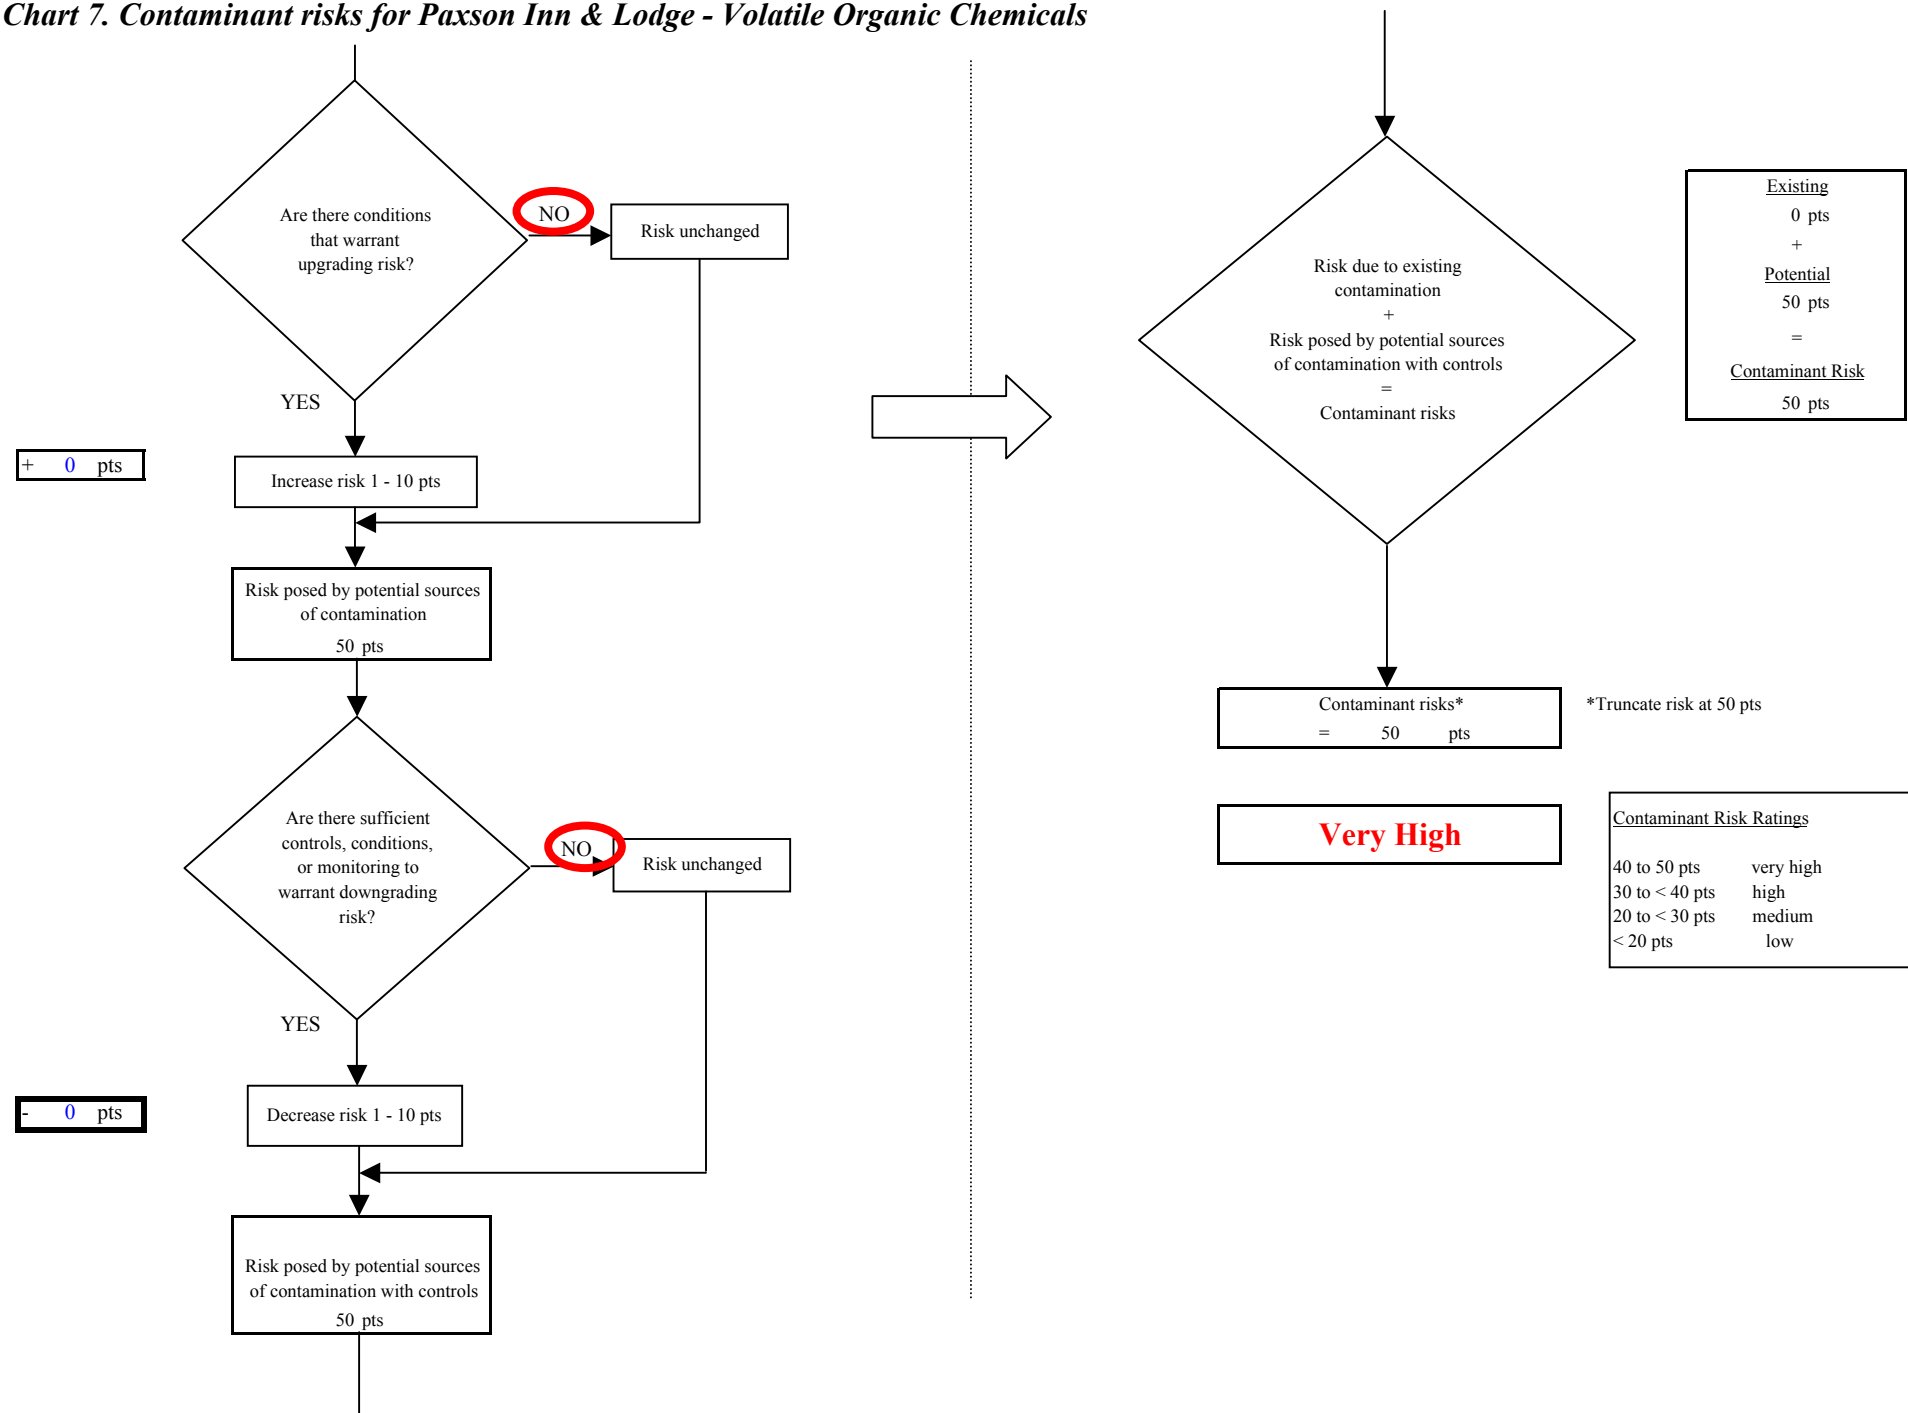 Chart 7. Contaminant risks for Paxson Inn & Lodge - Volatile Organic Chemicals
Are there conditions
that warrant
upgrading risk?
NO
Risk unchanged
YES
+ 0 pts
Increase risk 1 - 10 pts
Risk posed by potential sources
of contamination
50 pts
Are there sufficient
controls, conditions,
or monitoring to
warrant downgrading
risk?
NO
Risk unchanged
YES
- 0 pts
Decrease risk 1 - 10 pts
Risk posed by potential sources
of contamination with controls
50 pts
Risk due to existing
contamination
+
Risk posed by potential sources
of contamination with controls
=
Contaminant risks
Existing
0 pts
+
Potential
50 pts
=
Contaminant Risk
50 pts
Contaminant risks*
= 50 pts
*Truncate risk at 50 pts
Very High
Contaminant Risk Ratings
40 to 50 pts very high
30 to < 40 pts high
20 to < 30 pts medium
< 20 pts low